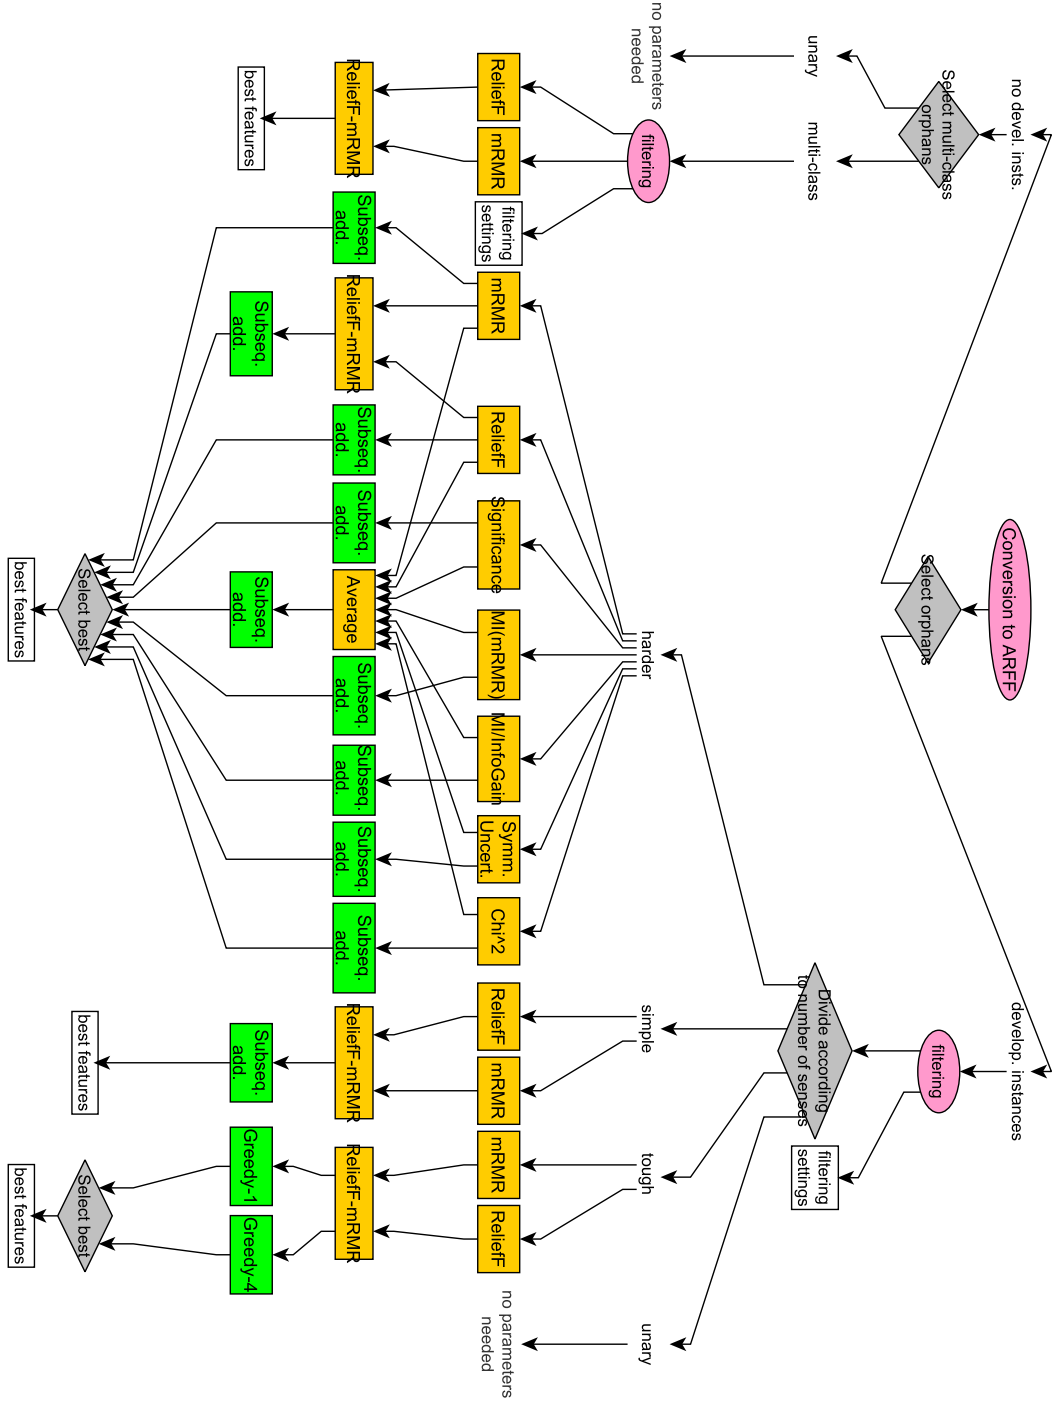 Conversion to ARFF
Select orphans
no devel. insts.
develop. instances
Select multi-class
orphans
filtering
unary
multi-class
Divide according
to number of senses
filtering
settings
no parameters
needed
filtering
harder
simple
tough
unary
ReliefF
mRMR
filtering
settings
mRMR
ReliefF
Significance
MI(mRMR)
MI/InfoGain
Symm.
Uncert.
Chi^2
ReliefF
mRMR
mRMR
ReliefF
no parameters
needed
ReliefF-mRMR
Subseq.
add.
ReliefF-mRMR
Subseq.
add.
Subseq.
add.
Average
Subseq.
add.
Subseq.
add.
Subseq.
add.
Subseq.
add.
ReliefF-mRMR
ReliefF-mRMR
best features
Subseq.
add.
Subseq.
add.
Subseq.
add.
Greedy-1
Greedy-4
Select best
best features
Select best
best features
best features